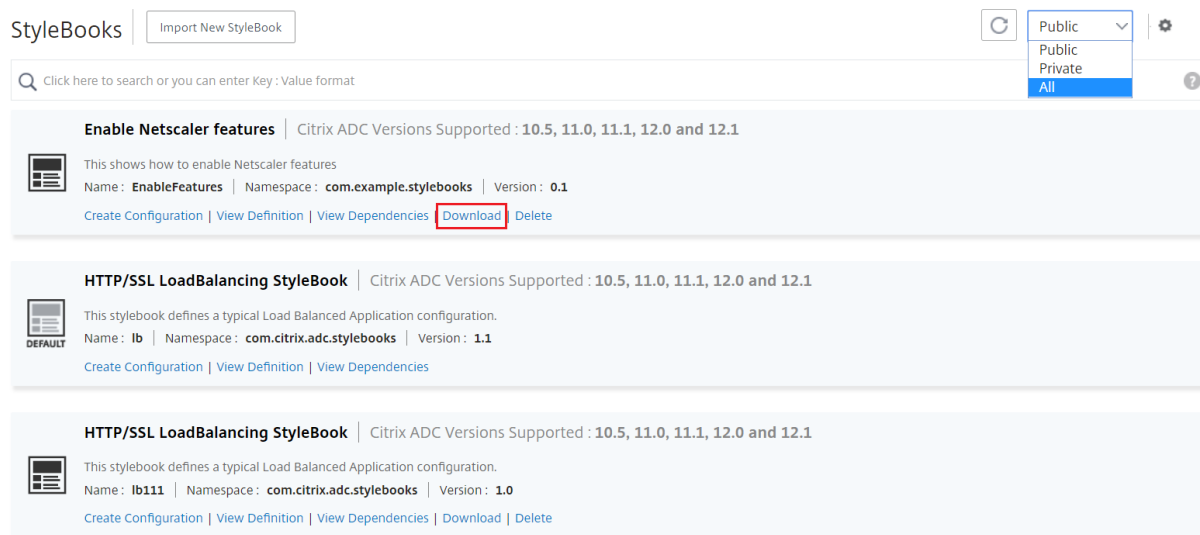 StyleBooks
Import New StyleBook
Public
Public
Private
All
Click here to search or you can enter Key : Value format
?
Enable Netscaler features | Citrix ADC Versions Supported : 10.5, 11.0, 11.1, 12.0 and 12.1
This shows how to enable Netscaler features
Name : EnableFeatures | Namespace : com.example.stylebooks | Version : 0.1
Create Configuration | View Definition | View Dependencies | Download | Delete
HTTP/SSL LoadBalancing StyleBook | Citrix ADC Versions Supported : 10.5, 11.0, 11.1, 12.0 and 12.1
This stylebook defines a typical Load Balanced Application configuration.
DEFAULT
Name : lb | Namespace : com.citrix.adc.stylebooks | Version : 1.1
Create Configuration | View Definition | View Dependencies
HTTP/SSL LoadBalancing StyleBook | Citrix ADC Versions Supported : 10.5, 11.0, 11.1, 12.0 and 12.1
This stylebook defines a typical Load Balanced Application configuration.
Name : lb111 | Namespace : com.citrix.adc.stylebooks | Version : 1.0
Create Configuration | View Definition | View Dependencies | Download | Delete